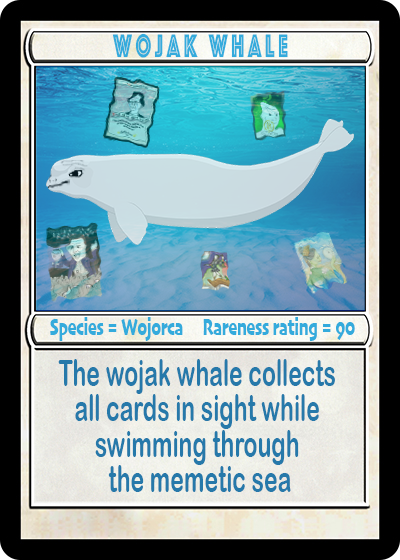 WOJAK WHALE
Species = Wojorca Rareness rating = 90
The wojak whale collects
all cards in sight while
swimming through
the memetic sea